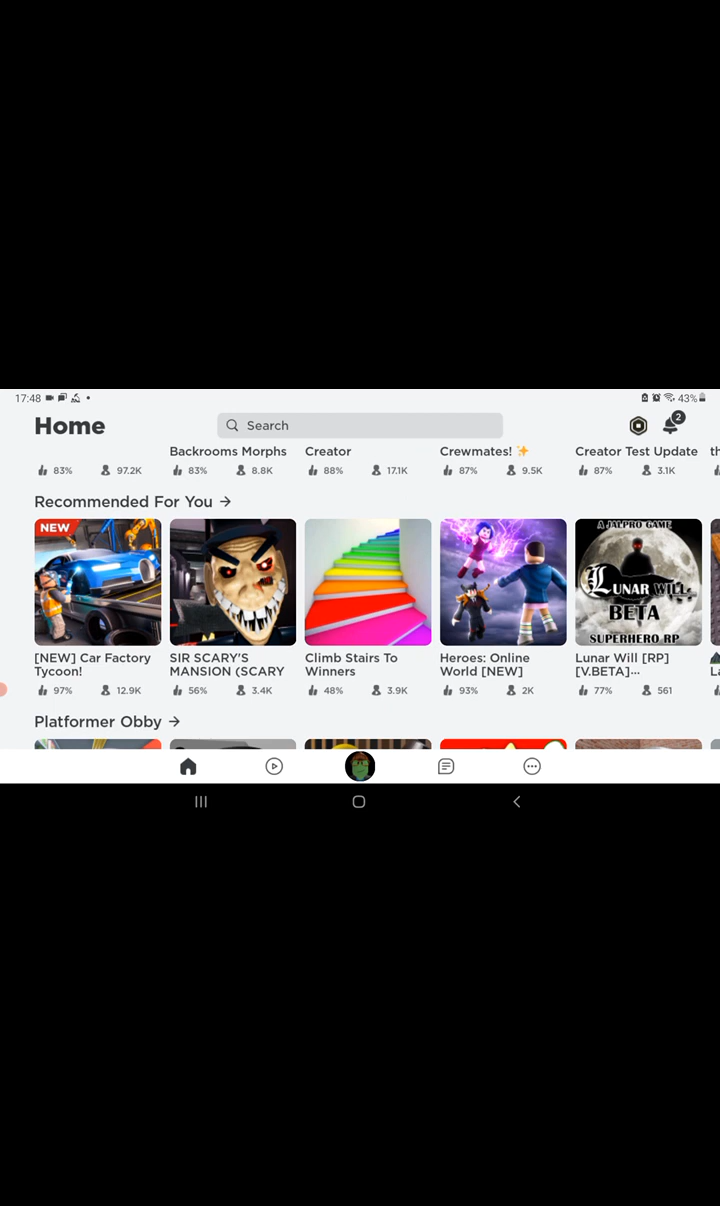 17:48
43%
Home
Search
2
Backrooms Morphs
Creator
Crewmates! ✨
Creator Test Update
th
83%
97.2K
83%
8.8K
88%
17.1K
87%
9.5K
87%
3.1K
Recommended For You →
NEW
A JALPRO GAME
LUNAR WILL
BETA
SUPERHERO RP
[NEW] Car Factory
Tycoon!
SIR SCARY'S
MANSION (SCARY
Climb Stairs To
Winners
Heroes: Online
World [NEW]
Lunar Will [RP]
[V.BETA]...
La
97%
12.9K
56%
3.4K
48%
3.9K
93%
2K
77%
561
Platformer Obby →